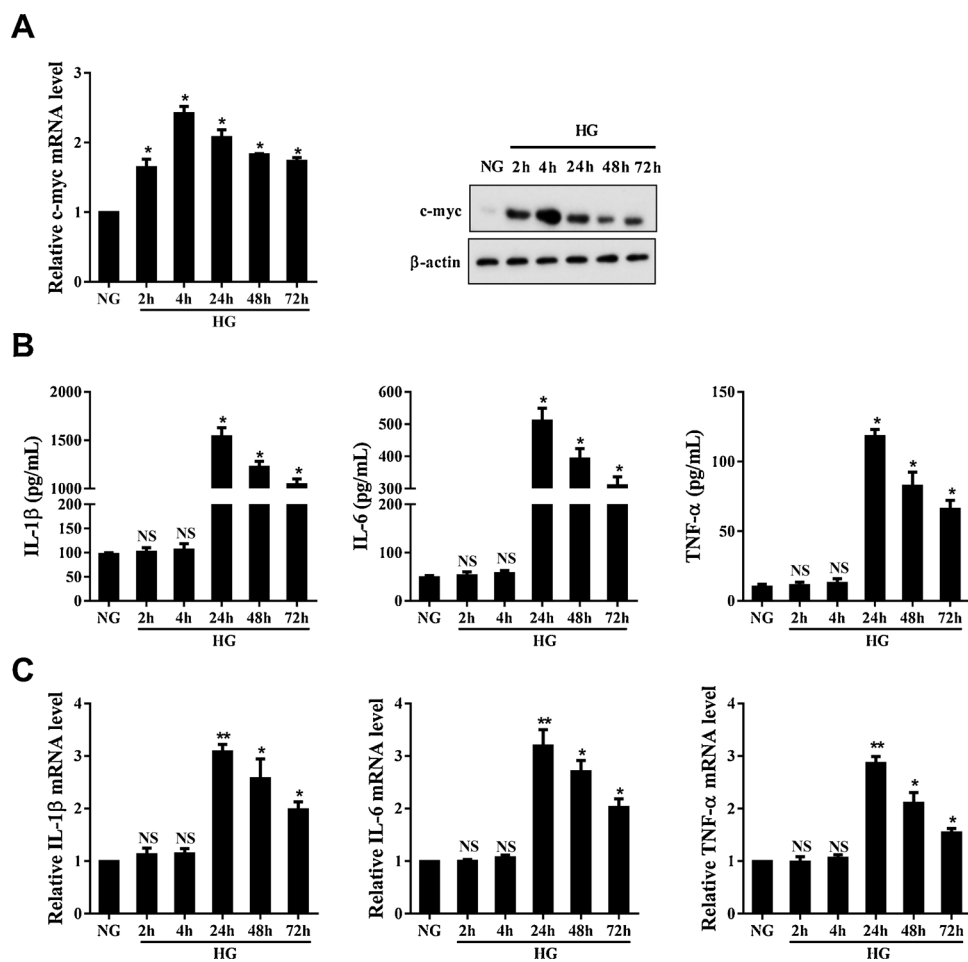 A
Relative c-myc mRNA level
3
2
1
0
* * * * *
NG 2h 4h 24h 48h 72h
HG
HG
NG 2h 4h 24h 48h 72h
c-myc
β-actin
B
IL-1β (pg/mL)
2000
1500
1000
200
150
100
50
0
NS NS * * *
NG 2h 4h 24h 48h 72h
HG
IL-6 (pg/mL)
600
500
400
300
200
150
100
50
0
NS NS * * *
NG 2h 4h 24h 48h 72h
HG
TNF-α (pg/mL)
150
100
50
0
NS NS * * *
NG 2h 4h 24h 48h 72h
HG
C
Relative IL-1β mRNA level
4
3
2
1
0
NS NS ** * *
NG 2h 4h 24h 48h 72h
HG
Relative IL-6 mRNA level
4
3
2
1
0
NS NS ** * *
NG 2h 4h 24h 48h 72h
HG
Relative TNF-α mRNA level
4
3
2
1
0
NS NS ** * *
NG 2h 4h 24h 48h 72h
HG